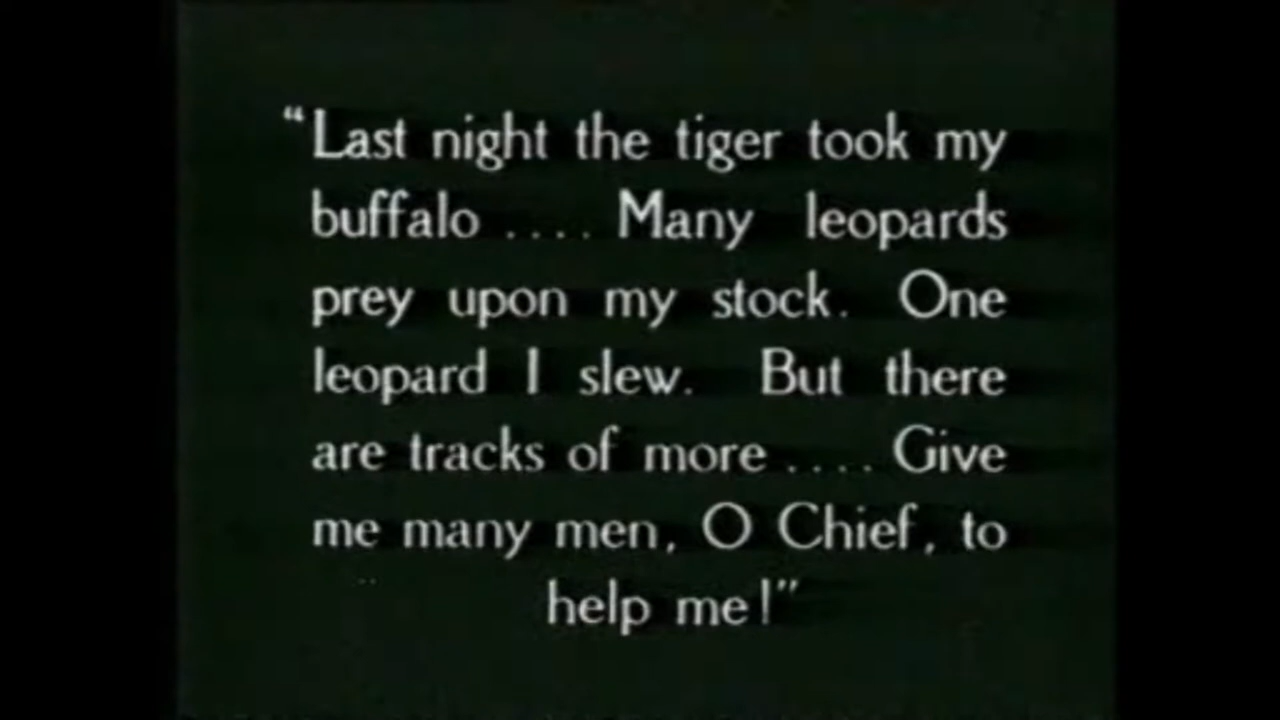 “Last night the tiger took my
buffalo .... Many leopards
prey upon my stock. One
leopard I slew. But there
are tracks of more .... Give
me many men, O Chief, to
help me!”